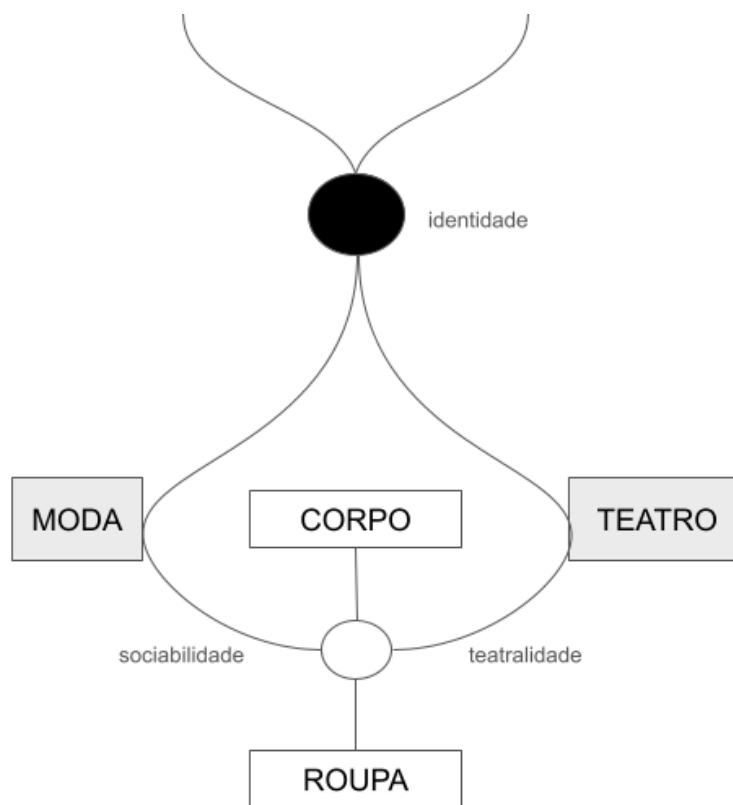 identidade
MODA
CORPO
TEATRO
sociabilidade
teatralidade
ROUPA